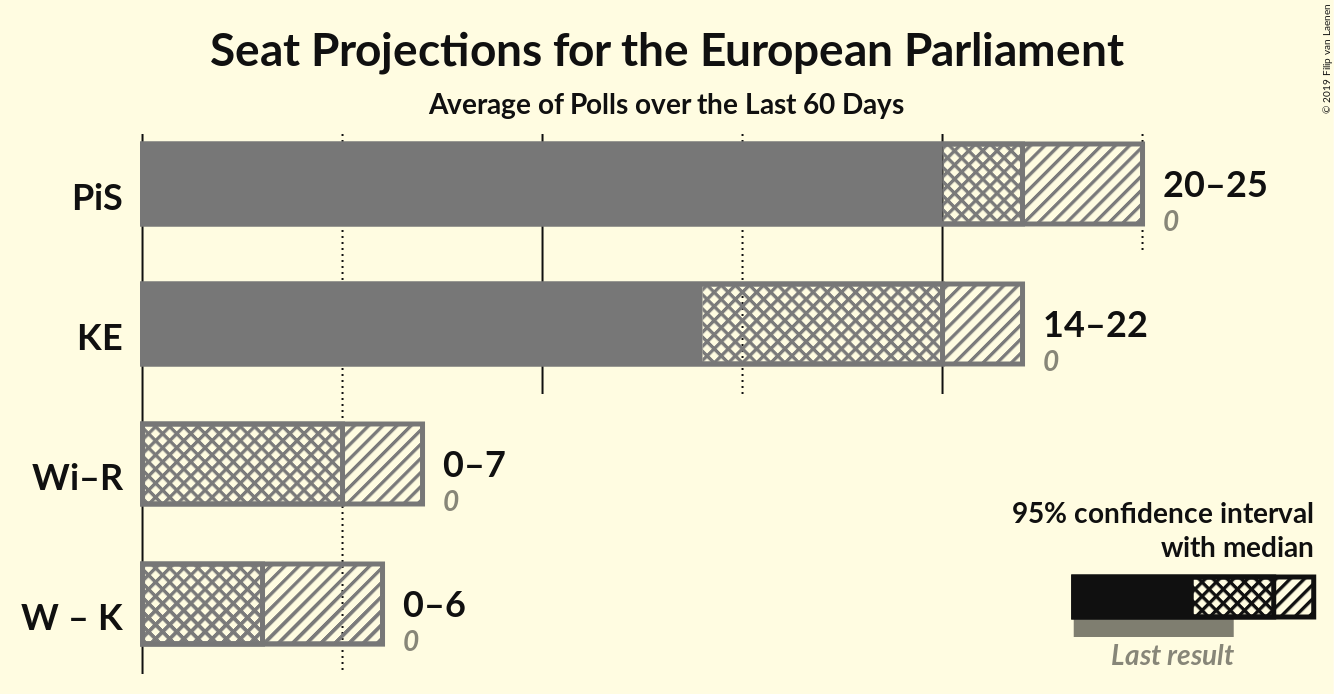 Seat Projections for the European Parliament
Average of Polls over the Last 60 Days
© 2019 Filip van Laenen
PiS
20–25
0
KE
14–22
0
Wi–R
0–7
0
W – K
0–6
0
95% confidence interval
with median
Last result